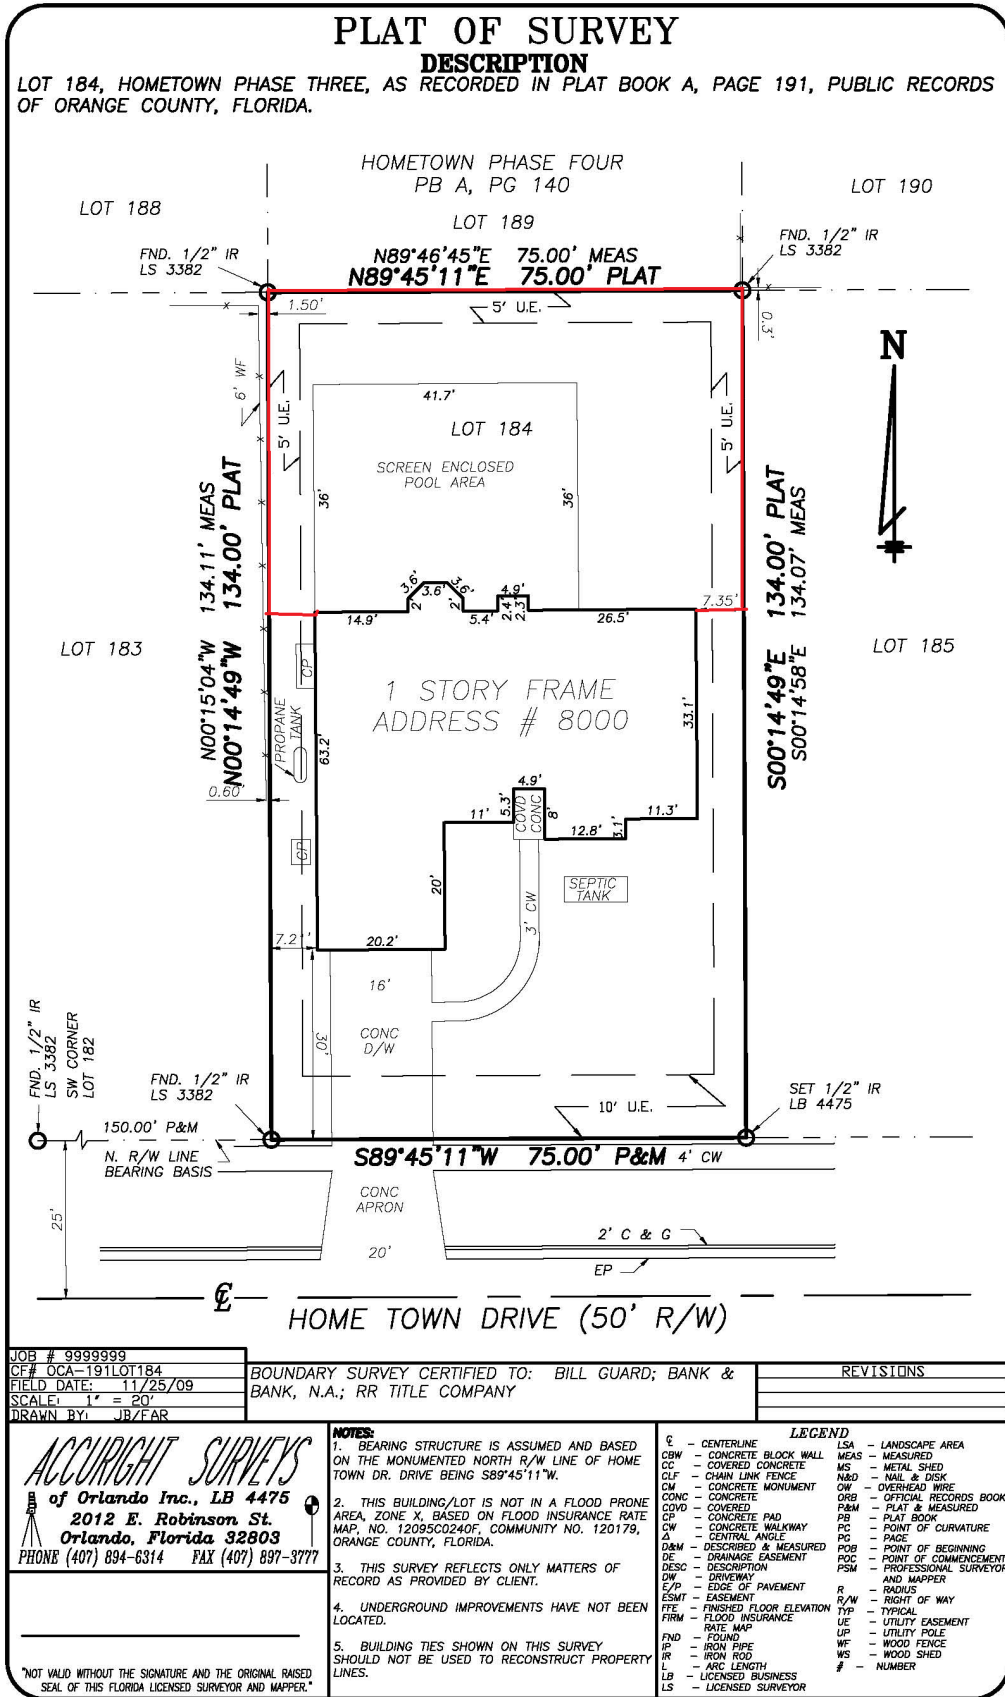 PLAT OF SURVEY
DESCRIPTION
LOT 184, HOMETOWN PHASE THREE, AS RECORDED IN PLAT BOOK A, PAGE 191, PUBLIC RECORDS
OF ORANGE COUNTY, FLORIDA.
HOMETOWN PHASE FOUR
PB A, PG 140
LOT 188
LOT 189
LOT 190
FND. 1/2" IR
LS 3382
N89°46'45"E 75.00' MEAS
N89°45'11"E 75.00' PLAT
FND. 1/2" IR
LS 3382
1.50'
5' U.E.
0.3'
6' WF
5' U.E.
5' U.E.
N
41.7'
LOT 184
SCREEN ENCLOSED
POOL AREA
36'
36'
N00°15'04"W 134.11' MEAS
N00°14'49"W 134.00' PLAT
S00°14'49"E 134.00' PLAT
S00°14'58"E 134.07' MEAS
14.9'
2'
3.6'
3.6'
3.6'
2'
5.4'
2.4'
4.9'
2.3'
26.5'
7.35'
LOT 183
LOT 185
CP
1 STORY FRAME
ADDRESS # 8000
PROPANE
TANK
63.2'
33.1'
0.60'
CP
11'
5.3'
4.9'
COVD
CONC
8'
12.8'
3.1'
11.3'
20'
SEPTIC
TANK
3' CW
7.21'
20.2'
16'
CONC
D/W
30'
FND. 1/2" IR
LS 3382
SW CORNER
LOT 182
FND. 1/2" IR
LS 3382
10' U.E.
SET 1/2" IR
LB 4475
150.00' P&M
N. R/W LINE
BEARING BASIS
S89°45'11"W 75.00' P&M 4' CW
25'
CONC
APRON
20'
2' C & G
EP
℄
HOME TOWN DRIVE (50' R/W)
JOB # 9999999
CF# OCA-191LOT184
FIELD DATE: 11/25/09
SCALE: 1" = 20'
DRAWN BY: JB/FAR
BOUNDARY SURVEY CERTIFIED TO: BILL GUARD; BANK &
BANK, N.A.; RR TITLE COMPANY
REVISIONS
ACCURIGHT SURVEYS
of Orlando Inc., LB 4475
2012 E. Robinson St.
Orlando, Florida 32803
PHONE (407) 894-6314 FAX (407) 897-3777
"NOT VALID WITHOUT THE SIGNATURE AND THE ORIGINAL RAISED
SEAL OF THIS FLORIDA LICENSED SURVEYOR AND MAPPER."
NOTES:
1. BEARING STRUCTURE IS ASSUMED AND BASED
ON THE MONUMENTED NORTH R/W LINE OF HOME
TOWN DR. DRIVE BEING S89°45'11"W.
2. THIS BUILDING/LOT IS NOT IN A FLOOD PRONE
AREA, ZONE X, BASED ON FLOOD INSURANCE RATE
MAP, NO. 12095C0240F, COMMUNITY NO. 120179,
ORANGE COUNTY, FLORIDA.
3. THIS SURVEY REFLECTS ONLY MATTERS OF
RECORD AS PROVIDED BY CLIENT.
4. UNDERGROUND IMPROVEMENTS HAVE NOT BEEN
LOCATED.
5. BUILDING TIES SHOWN ON THIS SURVEY
SHOULD NOT BE USED TO RECONSTRUCT PROPERTY
LINES.
LEGEND
℄ - CENTERLINE
CBW - CONCRETE BLOCK WALL
CC - COVERED CONCRETE
CLF - CHAIN LINK FENCE
CM - CONCRETE MONUMENT
CONC - CONCRETE
COVD - COVERED
CP - CONCRETE PAD
CW - CONCRETE WALKWAY
Δ - CENTRAL ANGLE
D&M - DESCRIBED & MEASURED
DE - DRAINAGE EASEMENT
DESC - DESCRIPTION
DW - DRIVEWAY
E/P - EDGE OF PAVEMENT
ESMT - EASEMENT
FFE - FINISHED FLOOR ELEVATION
FIRM - FLOOD INSURANCE
RATE MAP
FND - FOUND
IP - IRON PIPE
IR - IRON ROD
L - ARC LENGTH
LB - LICENSED BUSINESS
LS - LICENSED SURVEYOR
LSA - LANDSCAPE AREA
MEAS - MEASURED
MS - METAL SHED
N&D - NAIL & DISK
OW - OVERHEAD WIRE
ORB - OFFICIAL RECORDS BOOK
P&M - PLAT & MEASURED
PB - PLAT BOOK
PC - POINT OF CURVATURE
PG - PAGE
POB - POINT OF BEGINNING
POC - POINT OF COMMENCEMENT
PSM - PROFESSIONAL SURVEYOR
AND MAPPER
R - RADIUS
R/W - RIGHT OF WAY
TYP - TYPICAL
UE - UTILITY EASEMENT
UP - UTILITY POLE
WF - WOOD FENCE
WS - WOOD SHED
# - NUMBER